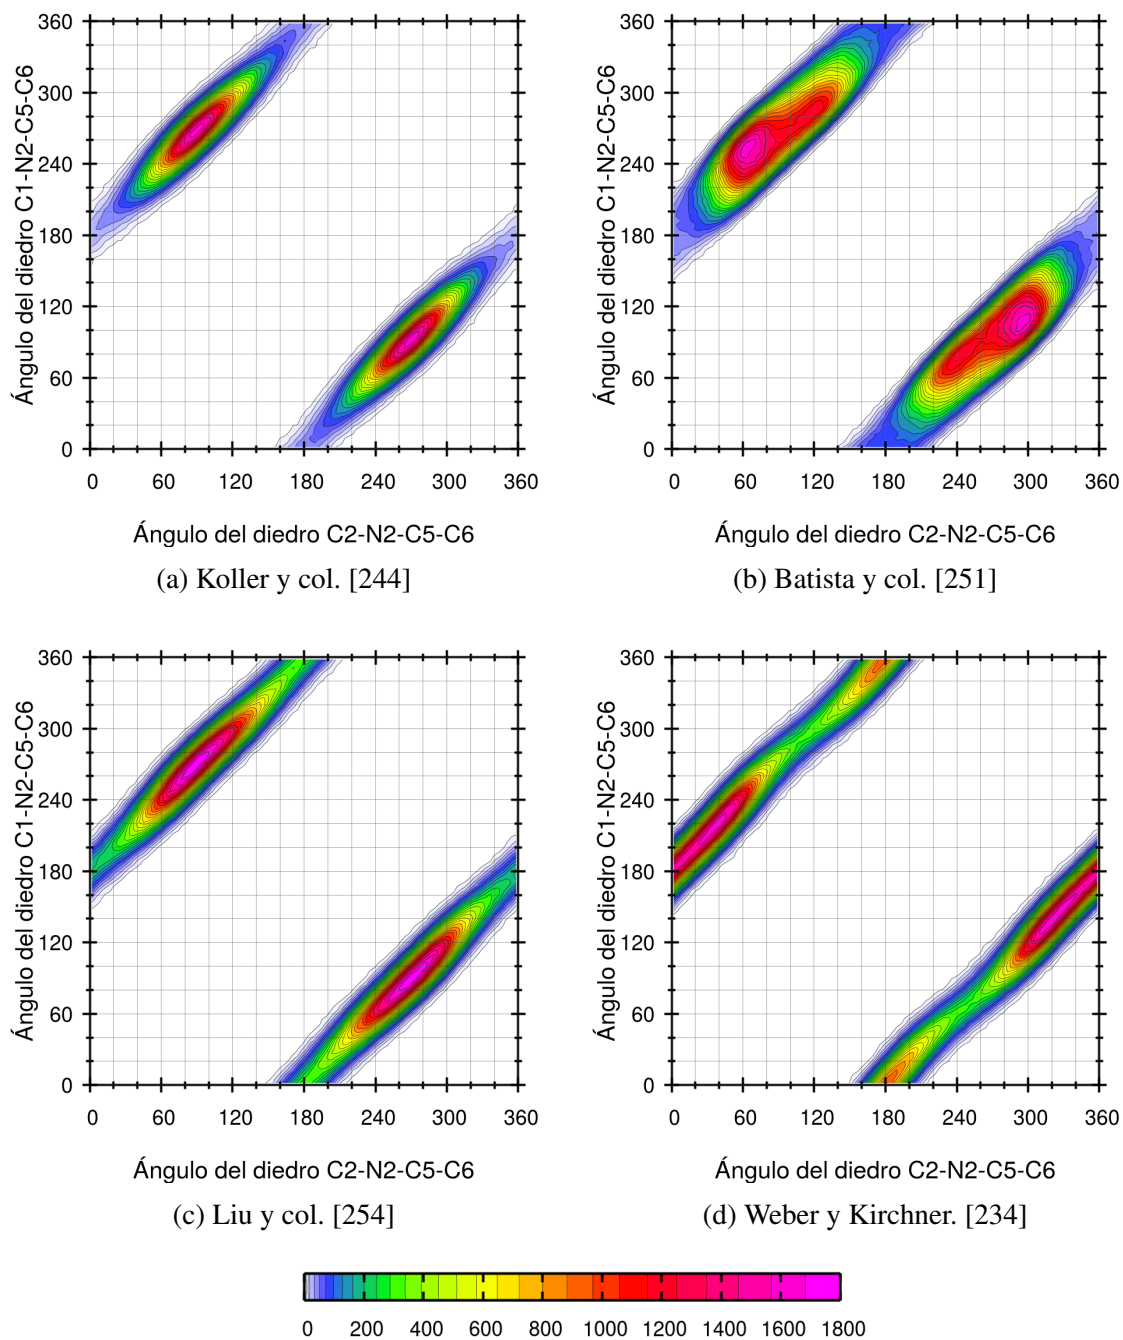 360
300
240
180
120
60
0
Ángulo del diedro C1-N2-C5-C6
0 60 120 180 240 300 360
Ángulo del diedro C2-N2-C5-C6
(a) Koller y col. [244]
360
300
240
180
120
60
0
Ángulo del diedro C1-N2-C5-C6
0 60 120 180 240 300 360
Ángulo del diedro C2-N2-C5-C6
(b) Batista y col. [251]
360
300
240
180
120
60
0
Ángulo del diedro C1-N2-C5-C6
0 60 120 180 240 300 360
Ángulo del diedro C2-N2-C5-C6
(c) Liu y col. [254]
360
300
240
180
120
60
0
Ángulo del diedro C1-N2-C5-C6
0 60 120 180 240 300 360
Ángulo del diedro C2-N2-C5-C6
(d) Weber y Kirchner. [234]
0 200 400 600 800 1000 1200 1400 1600 1800